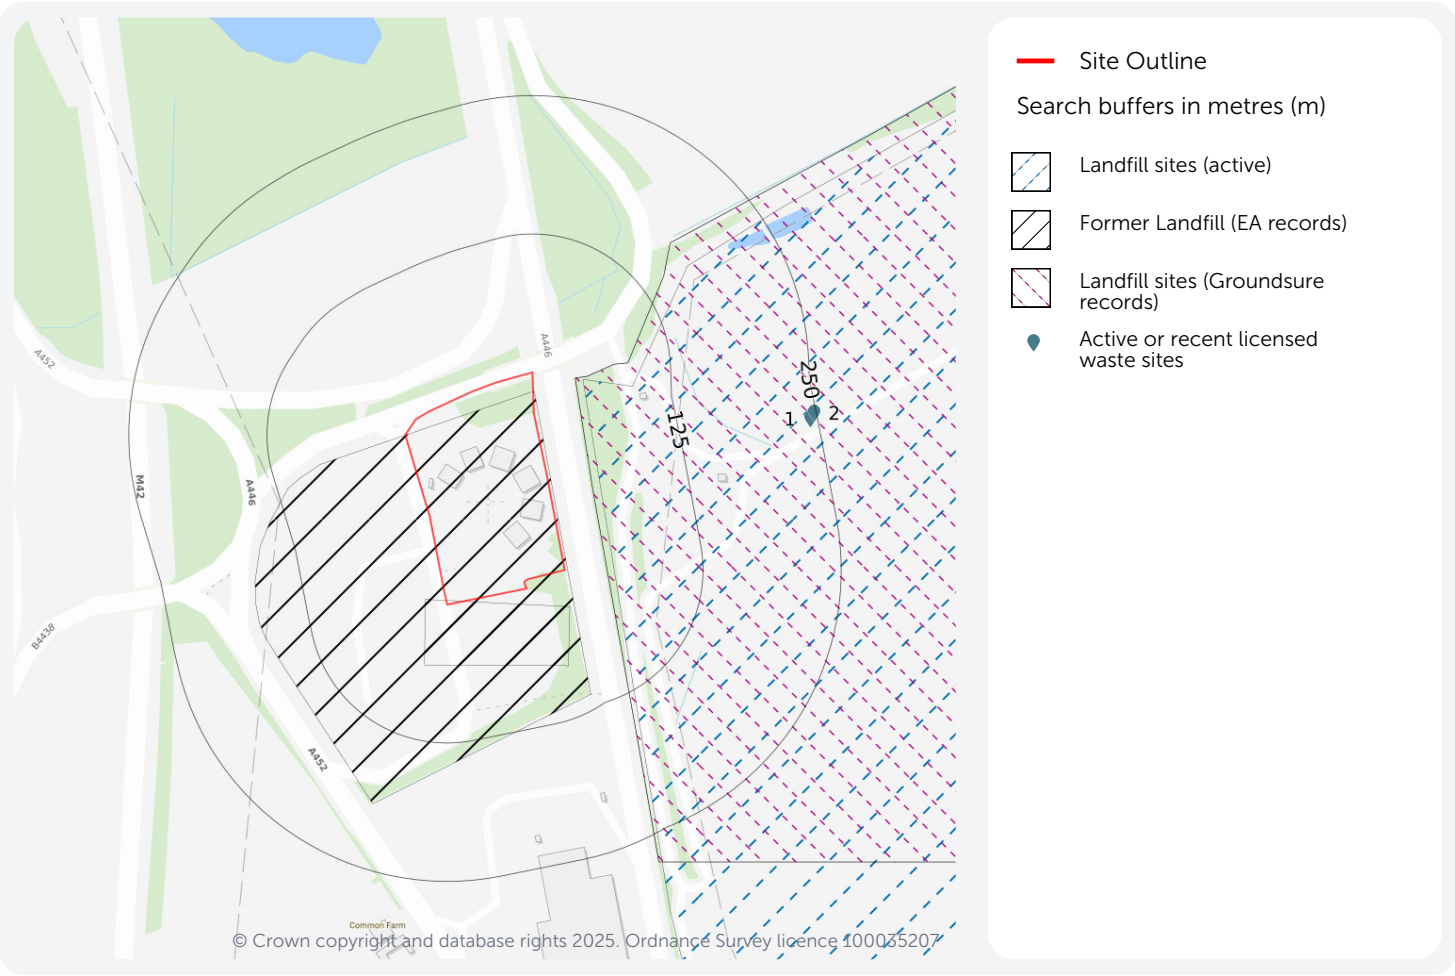 Site Outline
Search buffers in metres (m)
Landfill sites (active)
Former Landfill (EA records)
Landfill sites (Groundsure
records)
Active or recent licensed
waste sites
A446
A452
250
1
2
125
M42
A446
B4438
A452
Common Farm
© Crown copyright and database rights 2025. Ordnance Survey licence 100035207